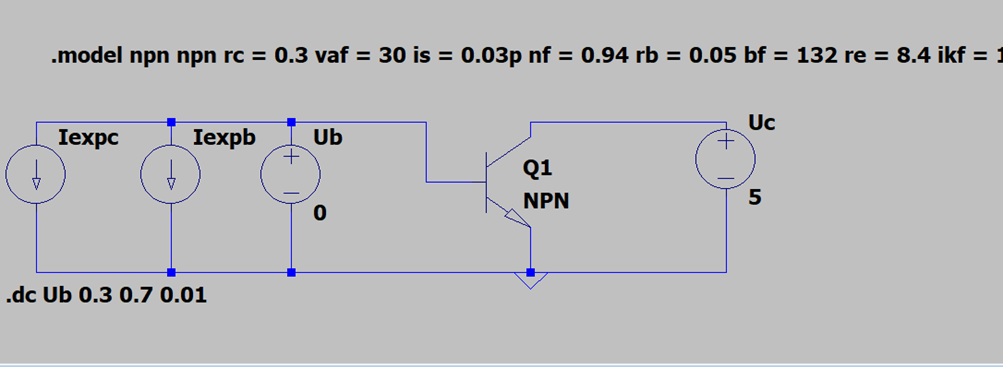 .model npn npn rc = 0.3 vaf = 30 is = 0.03p nf = 0.94 rb = 0.05 bf = 132 re = 8.4 ikf =
Iexpc
Iexpb
Ub
0
Q1
NPN
Uc
5
.dc Ub 0.3 0.7 0.01